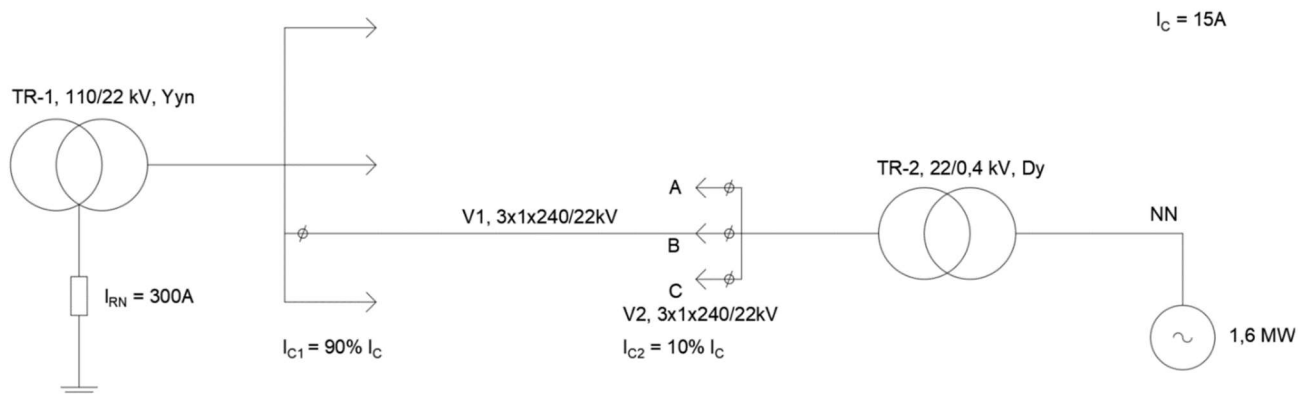 I_C = 15A
TR-1, 110/22 kV, Yyn
TR-2, 22/0,4 kV, Dy
A
V1, 3x1x240/22kV
NN
B
C
I_RN = 300A
V2, 3x1x240/22kV
1,6 MW
I_C1 = 90% I_C
I_C2 = 10% I_C